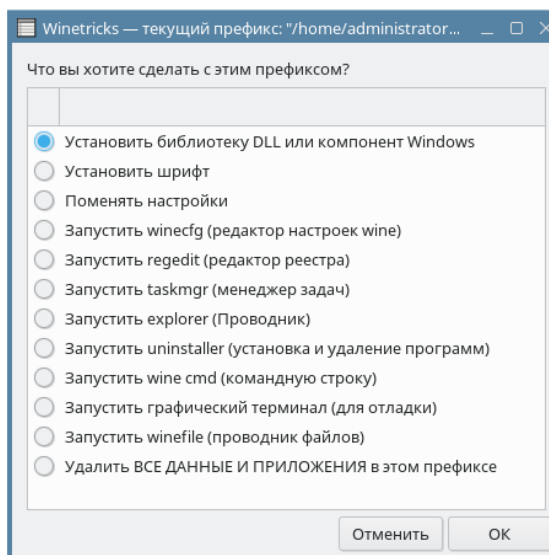 Winetricks — текущий префикс: "/home/administrator...
Что вы хотите сделать с этим префиксом?
Установить библиотеку DLL или компонент Windows
Установить шрифт
Поменять настройки
Запустить winecfg (редактор настроек wine)
Запустить regedit (редактор реестра)
Запустить taskmgr (менеджер задач)
Запустить explorer (Проводник)
Запустить uninstaller (установка и удаление программ)
Запустить wine cmd (командную строку)
Запустить графический терминал (для отладки)
Запустить winefile (проводник файлов)
Удалить ВСЕ ДАННЫЕ И ПРИЛОЖЕНИЯ в этом префиксе
Отменить ОК